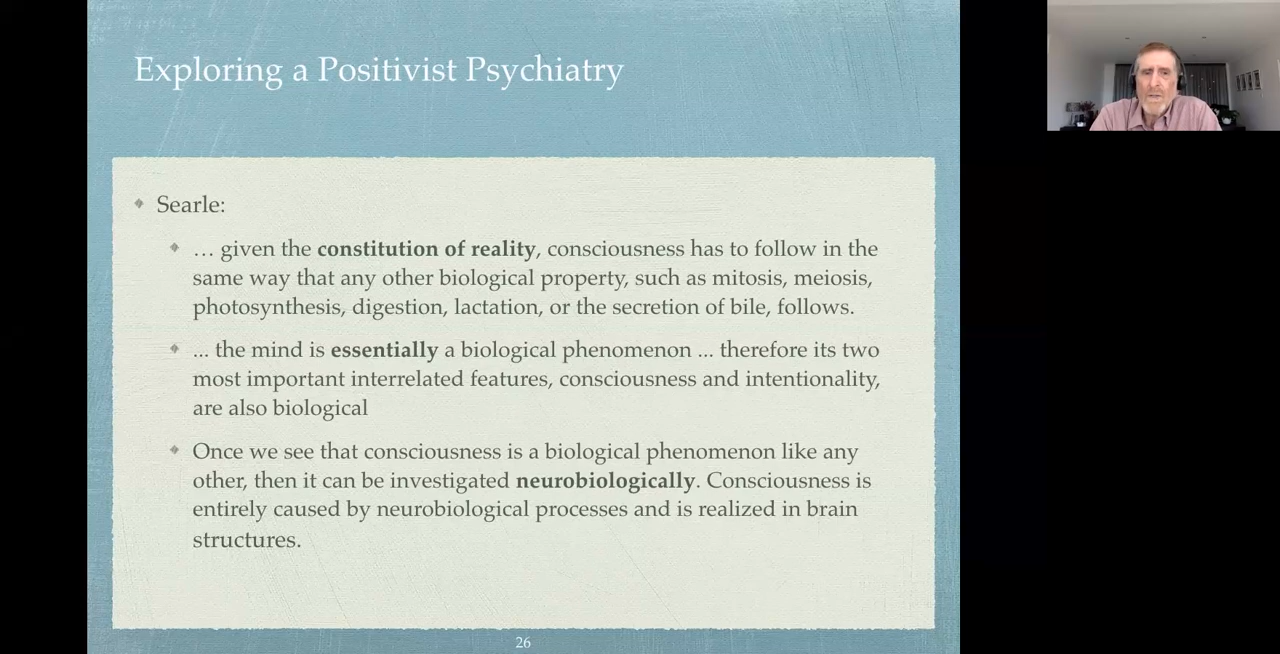 Exploring a Positivist Psychiatry
Searle:
… given the constitution of reality, consciousness has to follow in the
same way that any other biological property, such as mitosis, meiosis,
photosynthesis, digestion, lactation, or the secretion of bile, follows.
... the mind is essentially a biological phenomenon ... therefore its two
most important interrelated features, consciousness and intentionality,
are also biological
Once we see that consciousness is a biological phenomenon like any
other, then it can be investigated neurobiologically. Consciousness is
entirely caused by neurobiological processes and is realized in brain
structures.
26